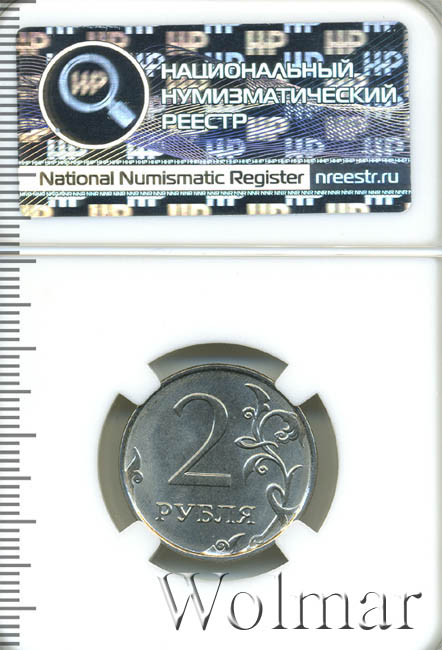 НАЦИОНАЛЬНЫЙ
НУМИЗМАТИЧЕСКИЙ
РЕЕСТР
National Numismatic Register nreestr.ru
2
РУБЛЯ
Wolmar